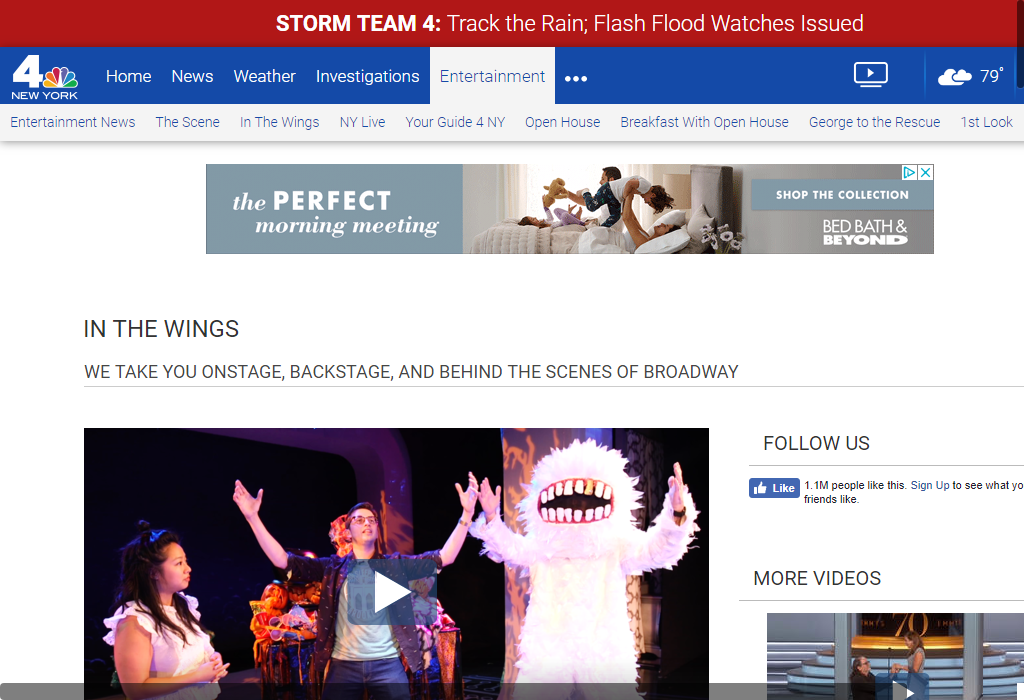 STORM TEAM 4: Track the Rain; Flash Flood Watches Issued
4
NEW YORK
Home News Weather Investigations Entertainment ••• 79°
Entertainment News The Scene In The Wings NY Live Your Guide 4 NY Open House Breakfast With Open House George to the Rescue 1st Look
the PERFECT
morning meeting
SHOP THE COLLECTION
BED BATH &
BEYOND
IN THE WINGS
WE TAKE YOU ONSTAGE, BACKSTAGE, AND BEHIND THE SCENES OF BROADWAY
FOLLOW US
Like
1.1M people like this. Sign Up to see what yo
friends like.
MORE VIDEOS
70